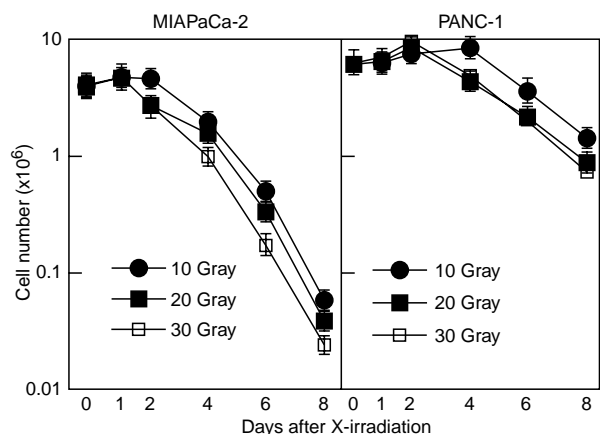 MIAPaCa-2 PANC-1
10
1
0.1
0.01
Cell number (x10⁶)
10 Gray
20 Gray
30 Gray
10 Gray
20 Gray
30 Gray
0 1 2 4 6 8 0 1 2 4 6 8
Days after X-irradiation